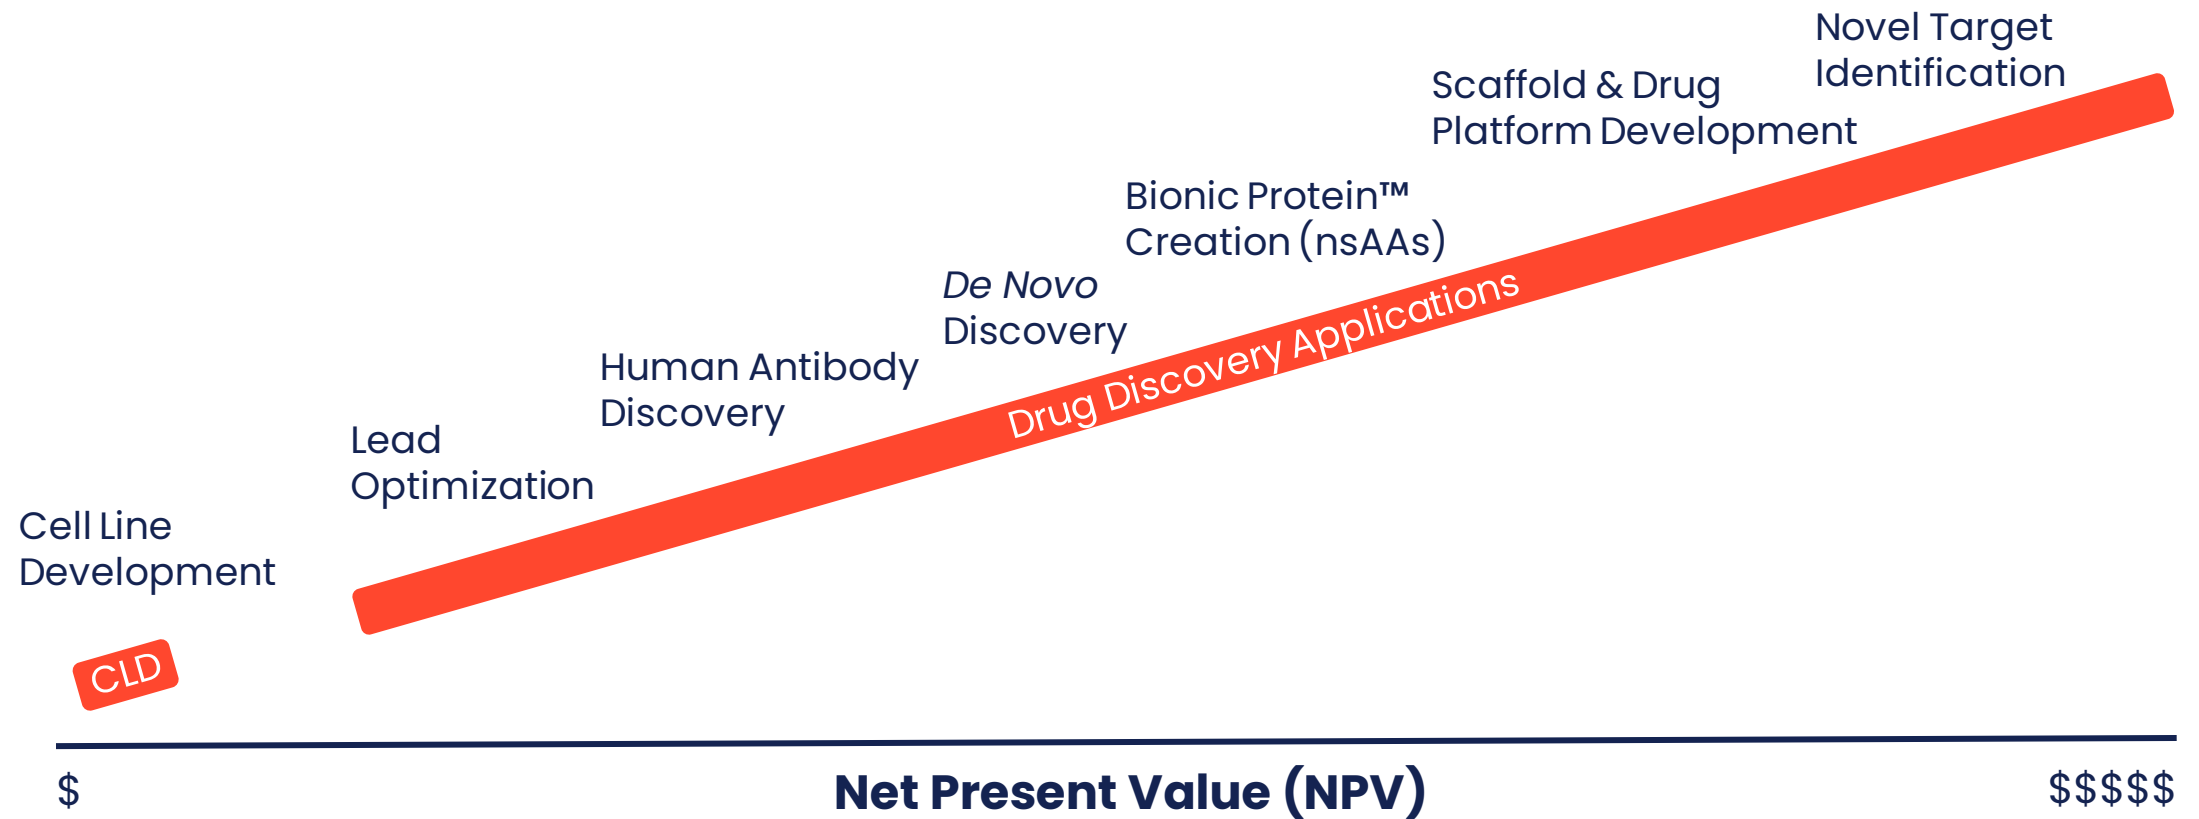 Novel Target
Identification
Scaffold & Drug
Platform Development
Bionic Protein™
Creation (nsAAs)
De Novo
Discovery
Human Antibody
Discovery
Lead
Optimization
Cell Line
Development
Drug Discovery Applications
CLD
$
Net Present Value (NPV)
$$$$$